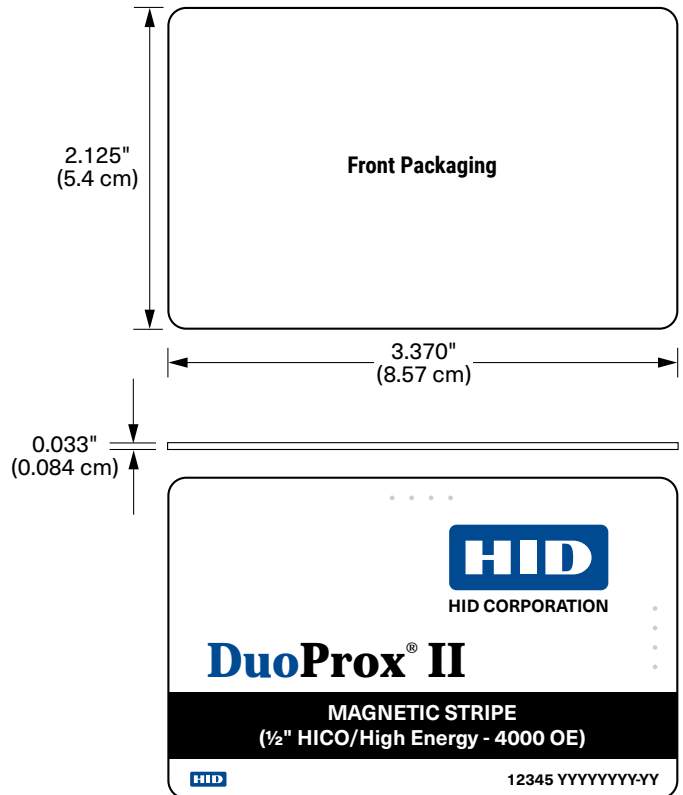 2.125"
(5.4 cm)
Front Packaging
3.370"
(8.57 cm)
0.033"
(0.084 cm)
HID
HID CORPORATION
DuoProx® II
MAGNETIC STRIPE
(½" HICO/High Energy - 4000 OE)
HID
12345 YYYYYYYY-YY